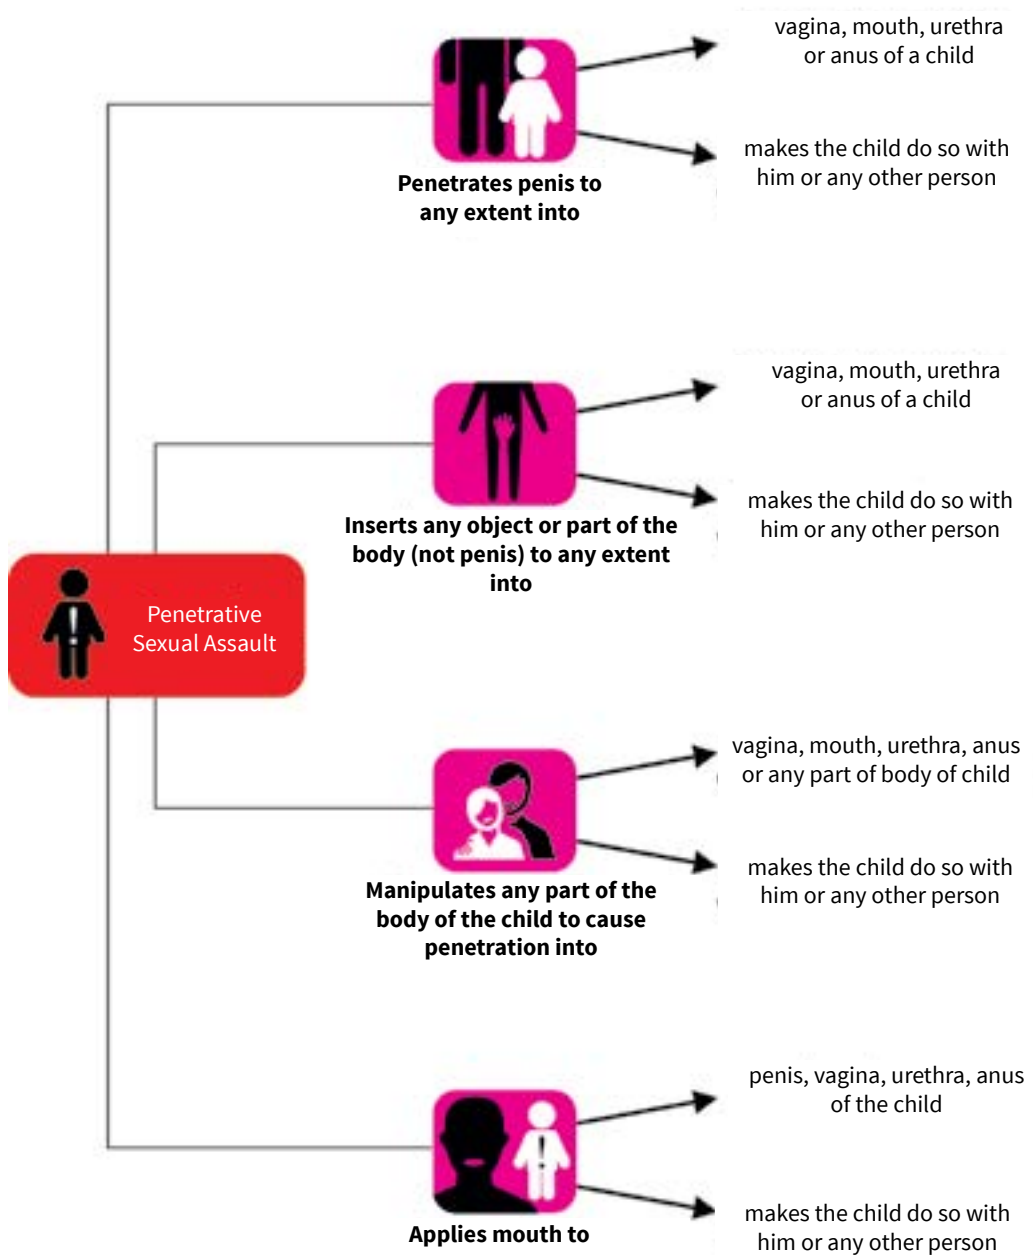 vagina, mouth, urethra
or anus of a child
makes the child do so with
him or any other person
Penetrates penis to
any extent into
vagina, mouth, urethra
or anus of a child
makes the child do so with
him or any other person
Inserts any object or part of the
body (not penis) to any extent
into
Penetrative
Sexual Assault
vagina, mouth, urethra, anus
or any part of body of child
makes the child do so with
him or any other person
Manipulates any part of the
body of the child to cause
penetration into
penis, vagina, urethra, anus
of the child
makes the child do so with
him or any other person
Applies mouth to